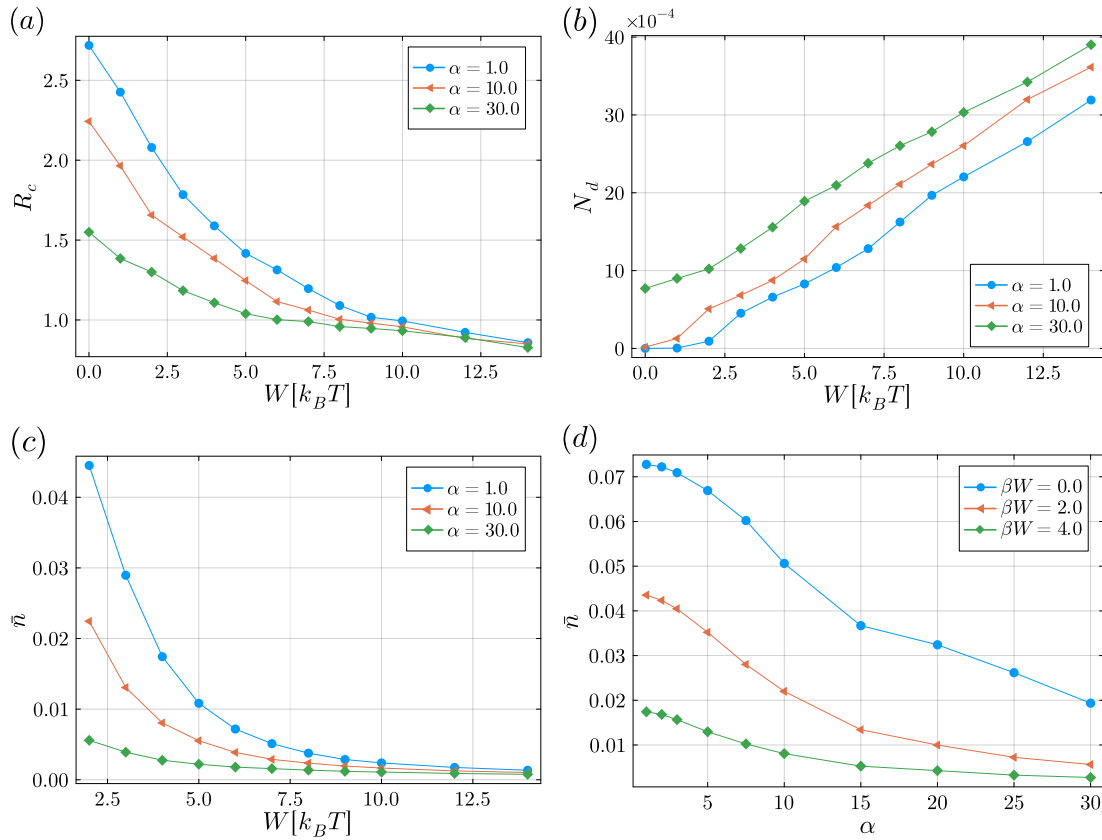 (a)
R_c
2.5
2.0
1.5
1.0
0.0 2.5 5.0 7.5 10.0 12.5
W[k_BT]
α = 1.0
α = 10.0
α = 30.0
(b)
×10⁻⁴
N_d
40
30
20
10
0
0.0 2.5 5.0 7.5 10.0 12.5
W[k_BT]
α = 1.0
α = 10.0
α = 30.0
(c)
n̄
0.04
0.03
0.02
0.01
0.00
2.5 5.0 7.5 10.0 12.5
W[k_BT]
α = 1.0
α = 10.0
α = 30.0
(d)
n̄
0.07
0.06
0.05
0.04
0.03
0.02
0.01
5 10 15 20 25 30
α
βW = 0.0
βW = 2.0
βW = 4.0